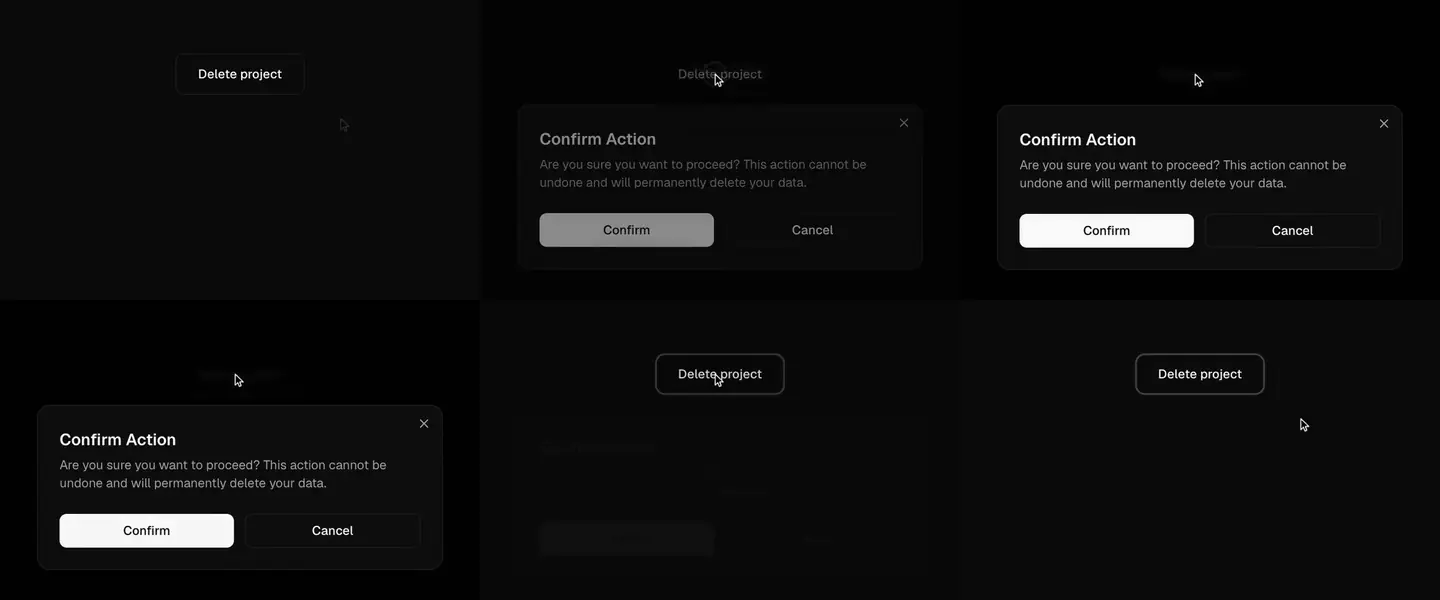 Delete project
Delete project
Confirm Action
Are you sure you want to proceed? This action cannot be
undone and will permanently delete your data.
Confirm
Cancel
Confirm Action
Are you sure you want to proceed? This action cannot be
undone and will permanently delete your data.
Confirm
Cancel
Confirm Action
Are you sure you want to proceed? This action cannot be
undone and will permanently delete your data.
Confirm
Cancel
Delete project
Delete project